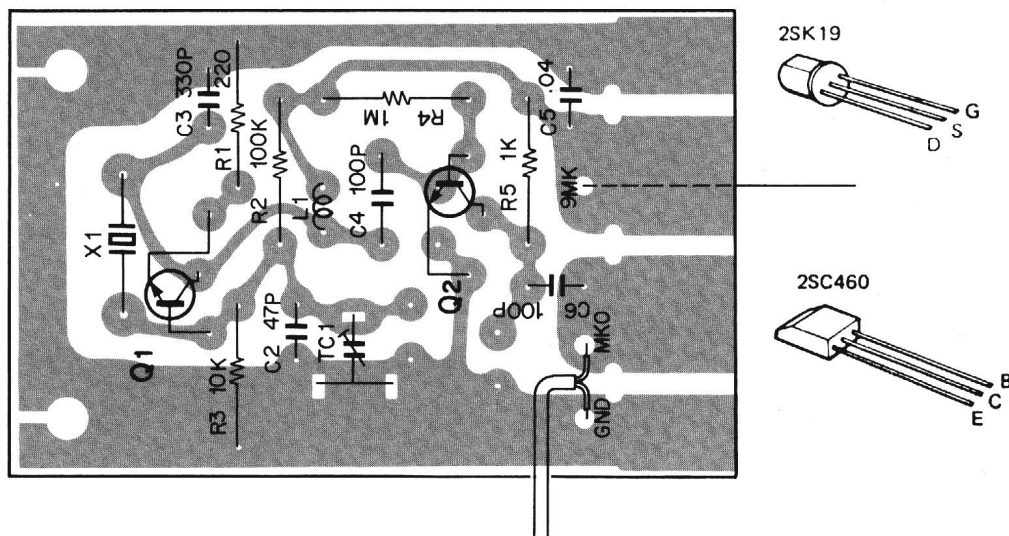 C3 330P
220
R1
R2 100K
L1
R4
1M
C4 100P
R5 1K
C5 .04
9MK
X1
Q1
R3 10K
C2 47P
TC1
Q2
100P
C6
MKO
GND
2SK19
G
S
D
2SC460
B
C
E